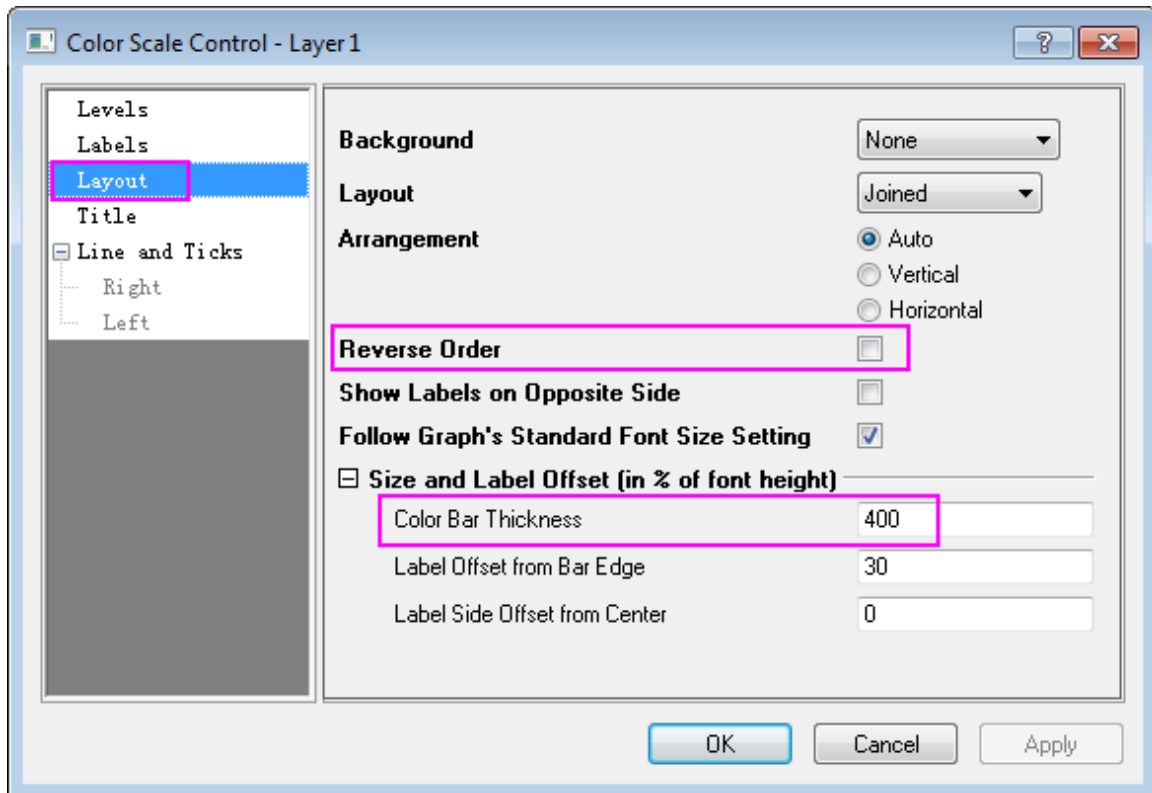 Color Scale Control - Layer 1
Levels
Labels
Layout
Title
Line and Ticks
Right
Left
Background
None
Layout
Joined
Arrangement
Auto
Vertical
Horizontal
Reverse Order
Show Labels on Opposite Side
Follow Graph's Standard Font Size Setting
Size and Label Offset (in % of font height)
Color Bar Thickness
400
Label Offset from Bar Edge
30
Label Side Offset from Center
0
OK
Cancel
Apply